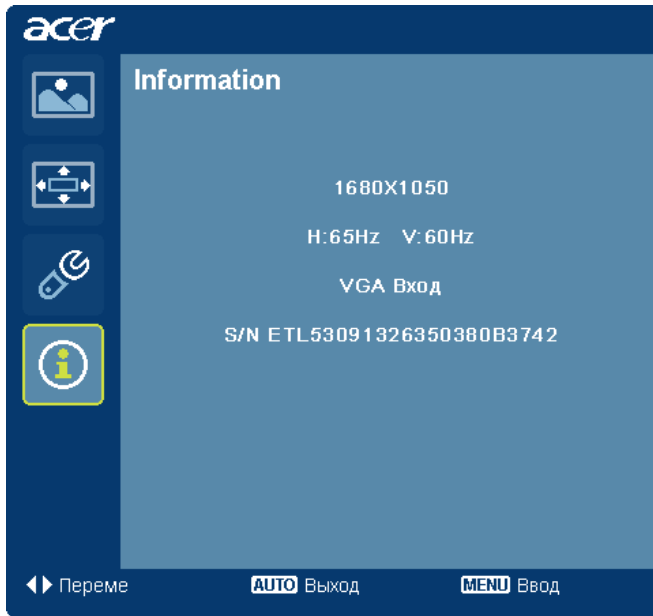 acer
Information
1680X1050
H:65Hz V:60Hz
VGA Вход
S/N ETL53091326350380B3742
Переме
AUTO Выход MENU Ввод